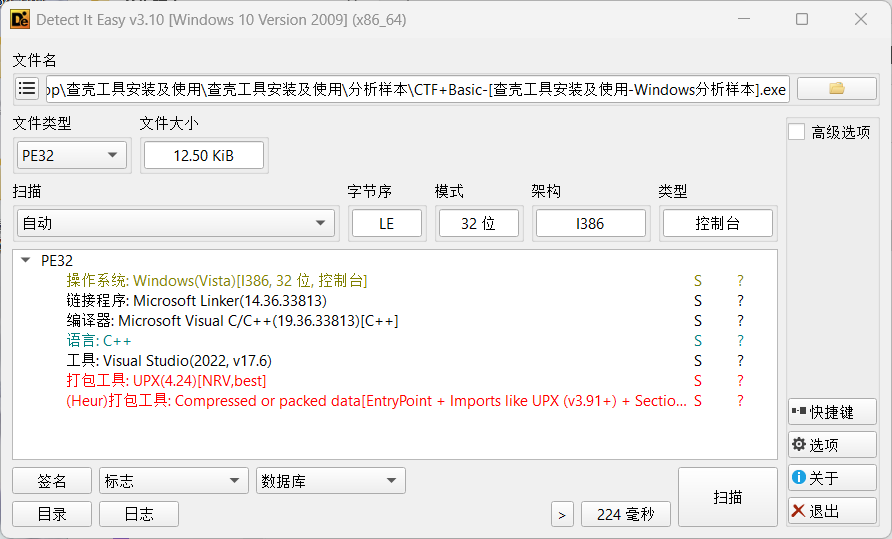 Detect It Easy v3.10 [Windows 10 Version 2009] (x86_64)
文件名
op\查壳工具安装及使用\查壳工具安装及使用\分析样本\CTF+Basic-[查壳工具安装及使用-Windows分析样本].exe
文件类型 文件大小
高级选项
PE32 12.50 KiB
扫描 字节序 模式 架构 类型
自动 LE 32 位 I386 控制台
PE32
操作系统: Windows(Vista)[I386, 32 位, 控制台] S ?
链接程序: Microsoft Linker(14.36.33813) S ?
编译器: Microsoft Visual C/C++(19.36.33813)[C++] S ?
语言: C++ S ?
工具: Visual Studio(2022, v17.6) S ?
打包工具: UPX(4.24)[NRV,best] S ?
(Heur)打包工具: Compressed or packed data[EntryPoint + Imports like UPX (v3.91+) + Sectio... S ?
快捷键
选项
签名 标志 数据库 扫描 关于
目录 日志 > 224 毫秒 退出